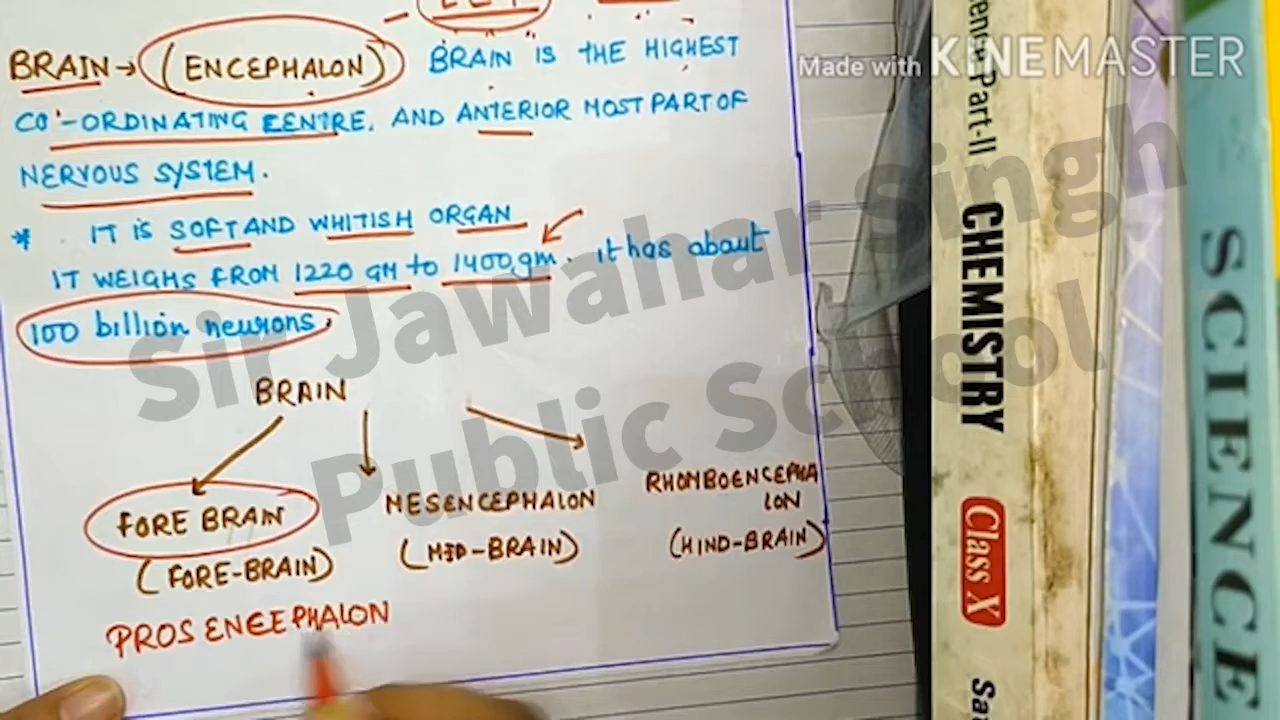 BRAIN → (ENCEPHALON) BRAIN IS THE HIGHEST
CO-ORDINATING CENTRE, AND ANTERIOR MOST PART OF
NERVOUS SYSTEM.
* IT IS SOFT AND WHITISH ORGAN
IT WEIGHS FROM 1220 GM to 1400gm. it has about
100 billion neurons.
BRAIN
FORE BRAIN
(FORE-BRAIN)
PROSENCEPHALON
MESENCEPHALON
(MID-BRAIN)
RHOMBOENCEPHA
LON
(HIND-BRAIN)
Made with KINEMASTER
Sir Jawahar Singh
Public School
Part-II
CHEMISTRY
Class X
SCIENCE